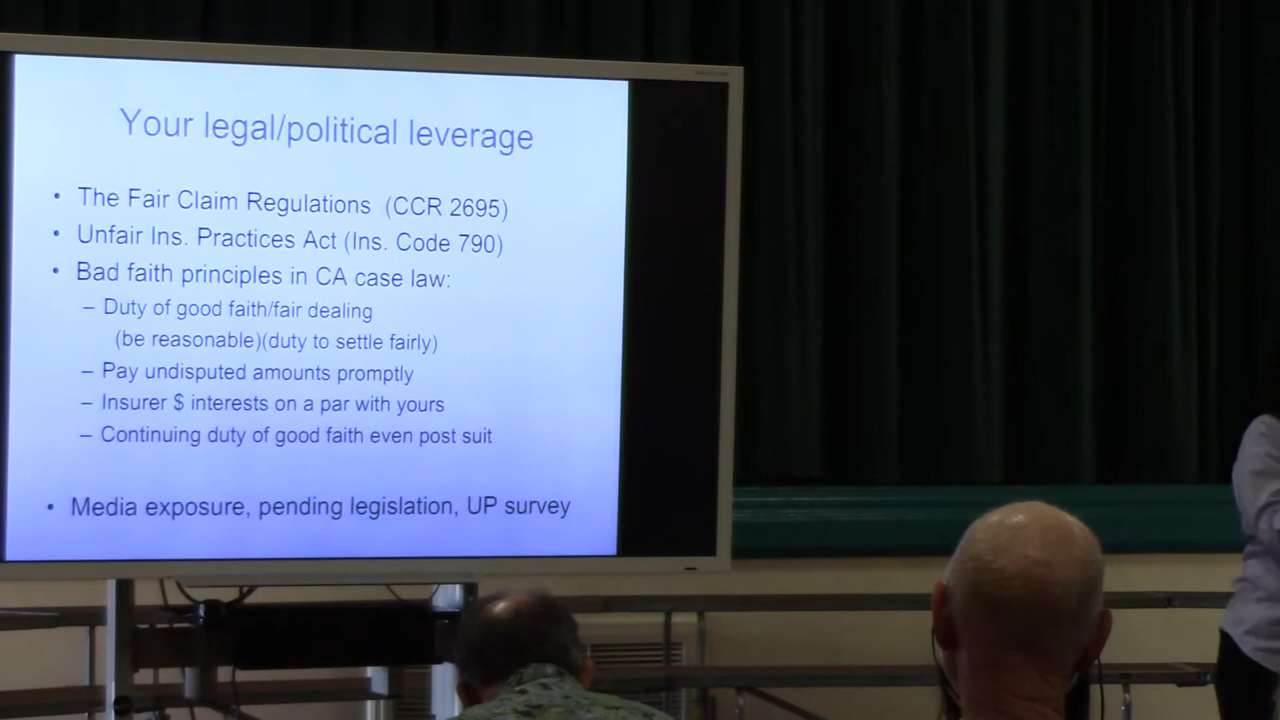 Your legal/political leverage
• The Fair Claim Regulations (CCR 2695)
• Unfair Ins. Practices Act (Ins. Code 790)
• Bad faith principles in CA case law:
– Duty of good faith/fair dealing
(be reasonable)(duty to settle fairly)
– Pay undisputed amounts promptly
– Insurer $ interests on a par with yours
– Continuing duty of good faith even post suit
• Media exposure, pending legislation, UP survey